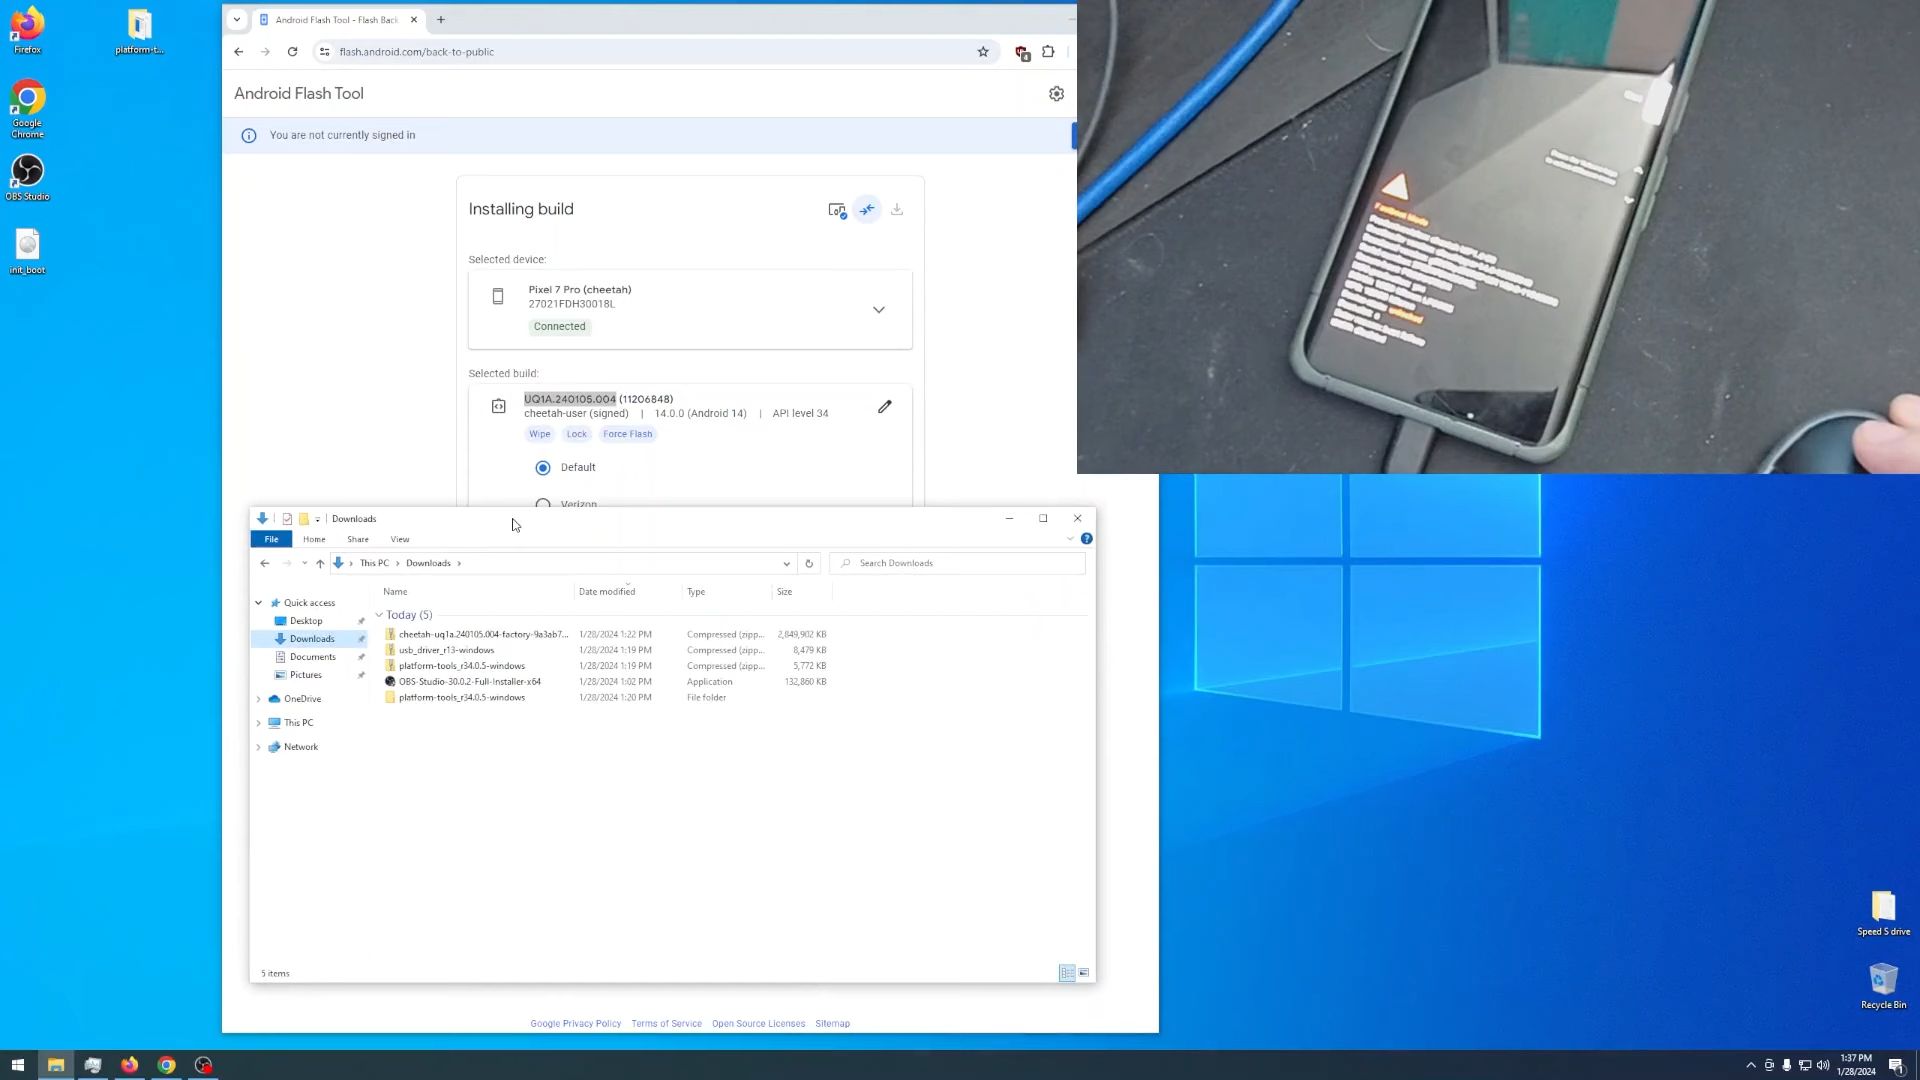 Firefox
platform-t...
Google
Chrome
OBS Studio
init_boot
Android Flash Tool - Flash Back
flash.android.com/back-to-public
4
Android Flash Tool
You are not currently signed in
Installing build
Selected device:
Pixel 7 Pro (cheetah)
27021FDH30018L
Connected
Selected build:
UQ1A.240105.004 (11206848)
cheetah-user (signed) | 14.0.0 (Android 14) | API level 34
Wipe Lock Force Flash
Default
Verizon
Fastboot Mode
Downloads
File Home Share View
This PC > Downloads >
Search Downloads
Name Date modified Type Size
Quick access
Desktop
Downloads
Documents
Pictures
OneDrive
This PC
Network
Today (5)
cheetah-uq1a.240105.004-factory-9a3ab7... 1/28/2024 1:22 PM Compressed (zipp... 2,849,902 KB
usb_driver_r13-windows 1/28/2024 1:19 PM Compressed (zipp... 8,479 KB
platform-tools_r34.0.5-windows 1/28/2024 1:19 PM Compressed (zipp... 5,772 KB
OBS-Studio-30.0.2-Full-Installer-x64 1/28/2024 1:02 PM Application 132,860 KB
platform-tools_r34.0.5-windows 1/28/2024 1:20 PM File folder
5 items
Google Privacy Policy Terms of Service Open Source Licenses Sitemap
Speed S drive
Recycle Bin
1:37 PM
1/28/2024
1